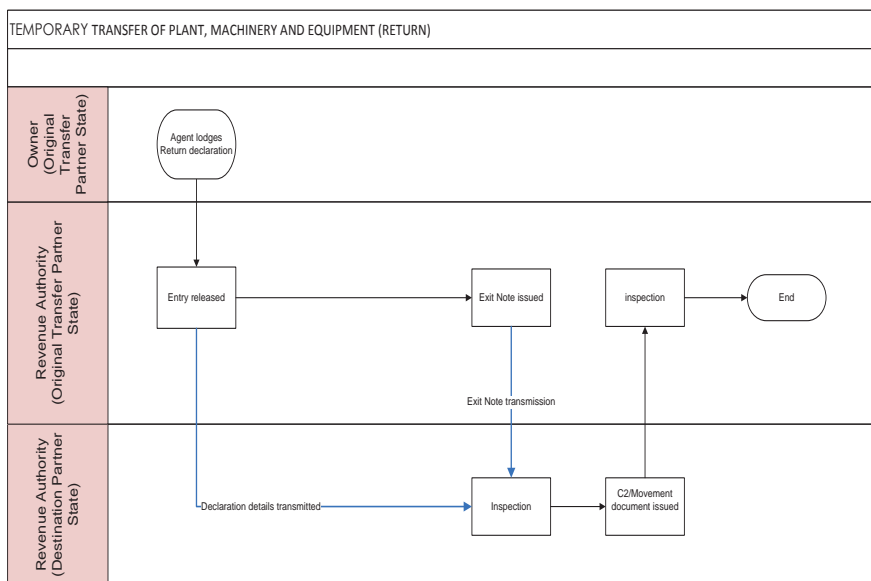 TEMPORARY TRANSFER OF PLANT, MACHINERY AND EQUIPMENT (RETURN)
Owner
(Original
Transfer
Partner State)
Agent lodges
Return declaration
Revenue Authority
(Original Transfer Partner
State)
Entry released
Exit Note issued
inspection
End
Exit Note transmission
Revenue Authority
(Destination Partner
State)
Declaration details transmitted
Inspection
C2/Movement
document issued